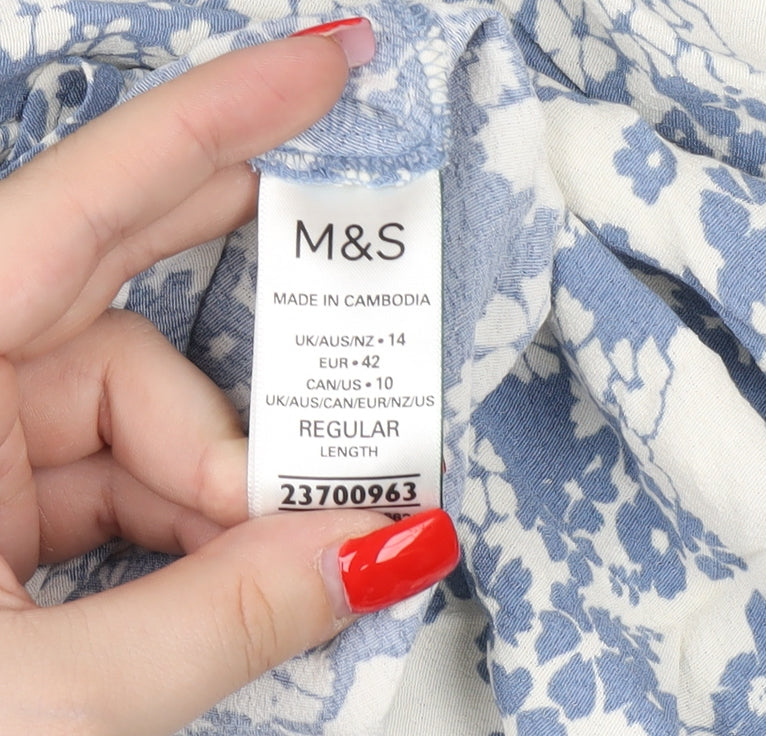 M&S
MADE IN CAMBODIA
UK/AUS/NZ • 14
EUR • 42
CAN/US • 10
UK/AUS/CAN/EUR/NZ/US
REGULAR
LENGTH
23700963